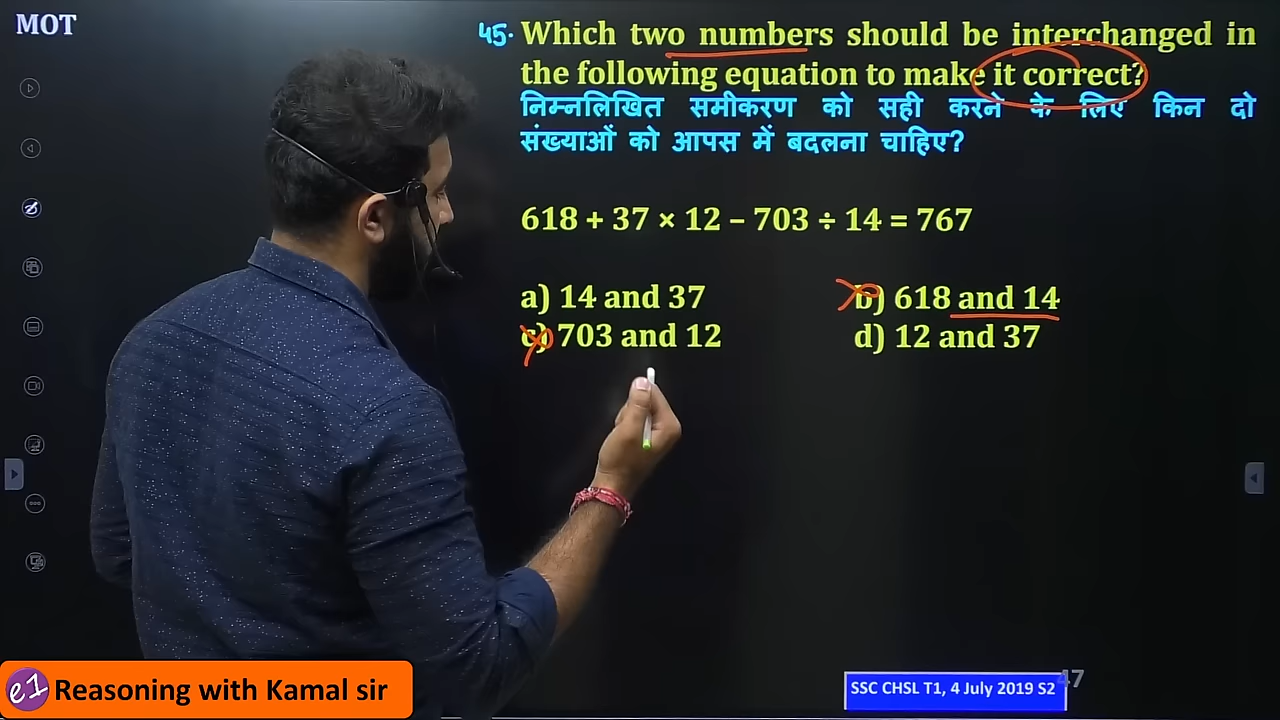 MOT
45. Which two numbers should be interchanged in
the following equation to make it correct?
निम्नलिखित समीकरण को सही करने के लिए किन दो
संख्याओं को आपस में बदलना चाहिए?
618 + 37 × 12 – 703 ÷ 14 = 767
a) 14 and 37 b) 618 and 14
c) 703 and 12 d) 12 and 37
e1 Reasoning with Kamal sir
SSC CHSL T1, 4 July 2019 S2
47